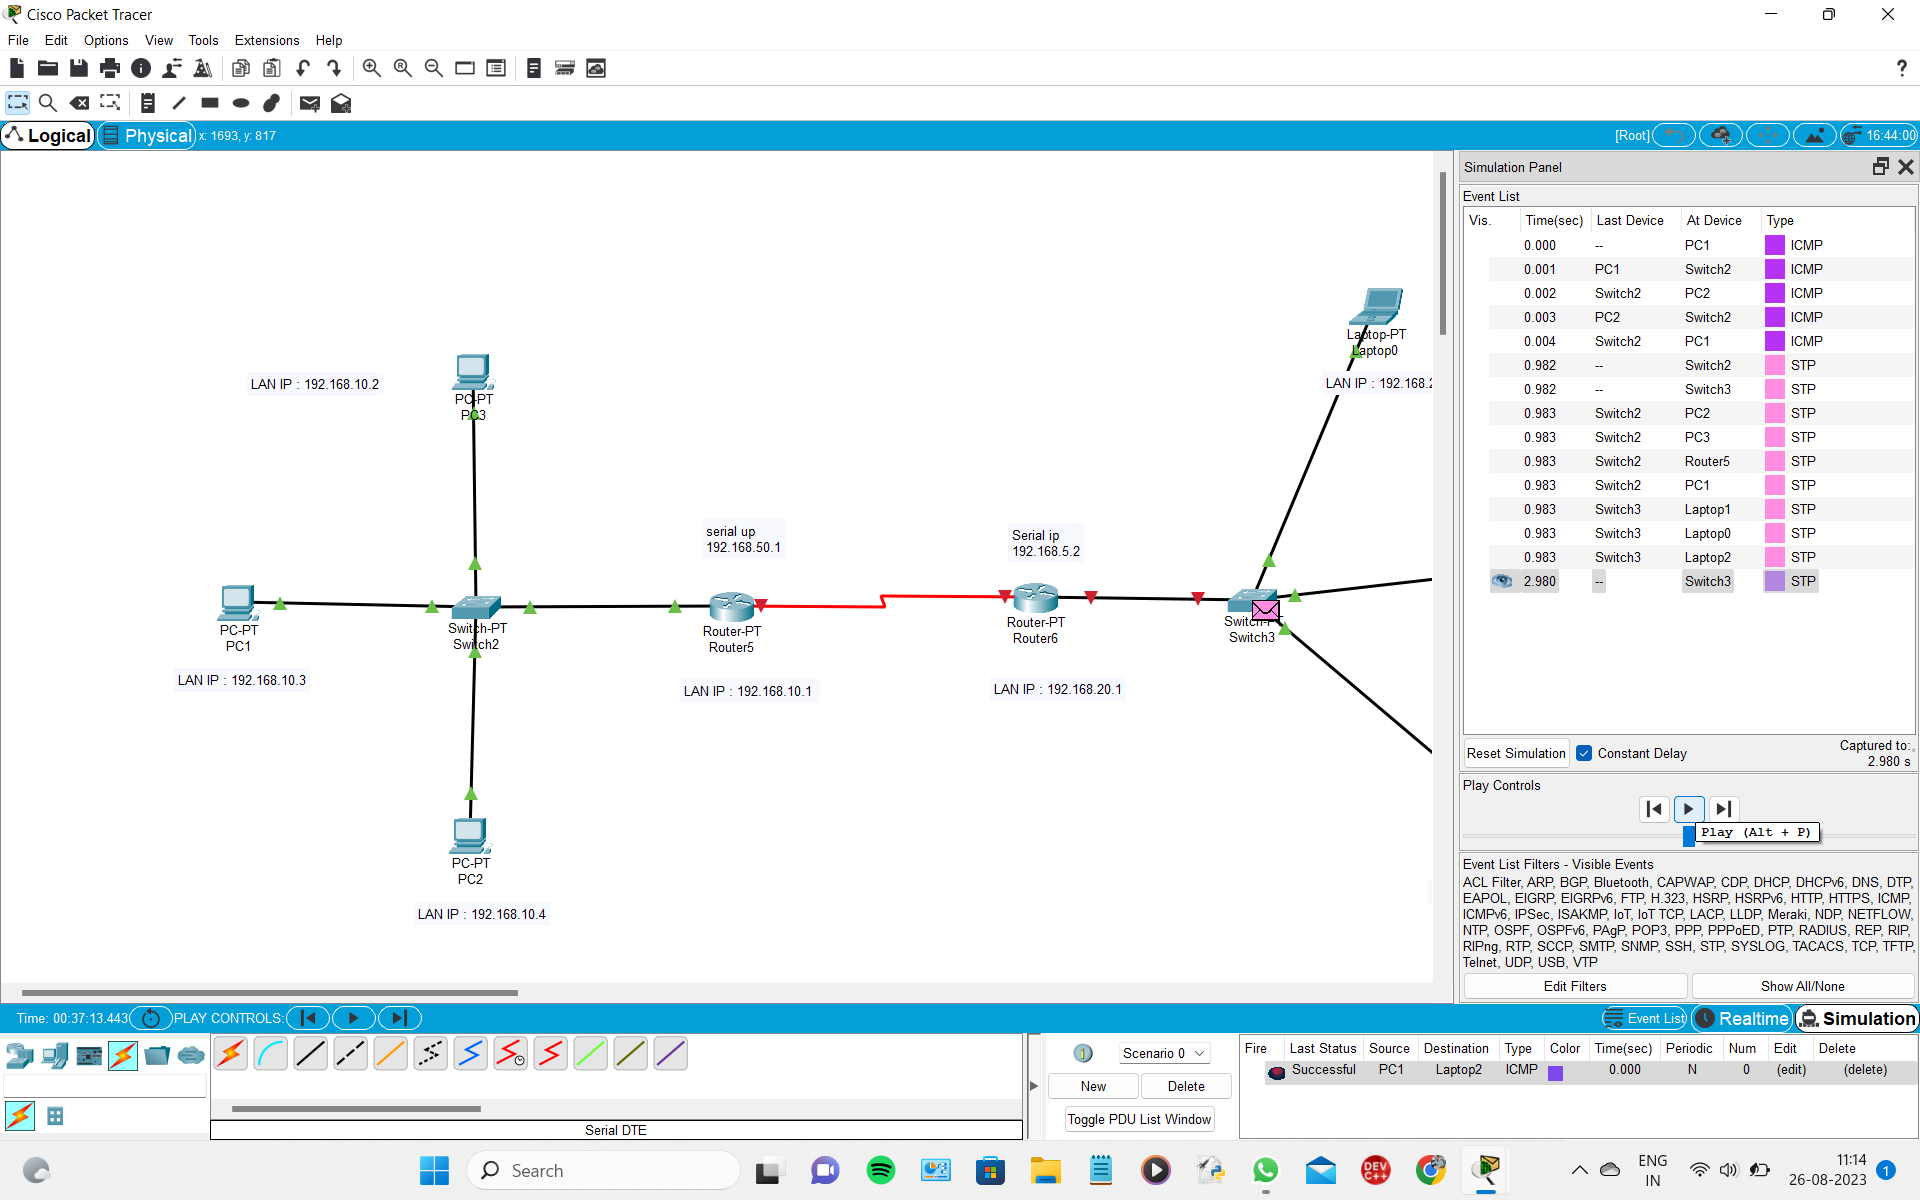 Cisco Packet Tracer
File Edit Options View Tools Extensions Help
Logical Physical x: 1693, y: 817
[Root] 16:44:00
Simulation Panel
Event List
Vis. Time(sec) Last Device At Device Type
0.000 -- PC1 ICMP
0.001 PC1 Switch2 ICMP
0.002 Switch2 PC2 ICMP
0.003 PC2 Switch2 ICMP
0.004 Switch2 PC1 ICMP
0.982 -- Switch2 STP
0.982 -- Switch3 STP
0.983 Switch2 PC2 STP
0.983 Switch2 PC3 STP
0.983 Switch2 Router5 STP
0.983 Switch2 PC1 STP
0.983 Switch3 Laptop1 STP
0.983 Switch3 Laptop0 STP
0.983 Switch3 Laptop2 STP
2.980 -- Switch3 STP
Reset Simulation Constant Delay
Captured to:
2.980 s
Play Controls
Play (Alt + P)
Event List Filters - Visible Events
ACL Filter, ARP, BGP, Bluetooth, CAPWAP, CDP, DHCP, DHCPv6, DNS, DTP,
EAPOL, EIGRP, EIGRPv6, FTP, H.323, HSRP, HSRPv6, HTTP, HTTPS, ICMP,
ICMPv6, IPSec, ISAKMP, IoT, IoT TCP, LACP, LLDP, Meraki, NDP, NETFLOW,
NTP, OSPF, OSPFv6, PAgP, POP3, PPP, PPPoED, PTP, RADIUS, REP, RIP,
RIPng, RTP, SCCP, SMTP, SNMP, SSH, STP, SYSLOG, TACACS, TCP, TFTP,
Telnet, UDP, USB, VTP
Edit Filters Show All/None
Laptop-PT
Laptop0
LAN IP : 192.168.2
LAN IP : 192.168.10.2
PC-PT
PC3
serial up
192.168.50.1
Serial ip
192.168.5.2
PC-PT
PC1
Switch-PT
Switch2
Router-PT
Router5
Router-PT
Router6
Switch-PT
Switch3
LAN IP : 192.168.10.3
LAN IP : 192.168.10.1
LAN IP : 192.168.20.1
PC-PT
PC2
LAN IP : 192.168.10.4
Time: 00:37:13.443 PLAY CONTROLS:
Event List Realtime Simulation
Scenario 0
New Delete
Toggle PDU List Window
Fire Last Status Source Destination Type Color Time(sec) Periodic Num Edit Delete
Successful PC1 Laptop2 ICMP 0.000 N 0 (edit) (delete)
Serial DTE
Search
DEV C++
ENG
IN
11:14
26-08-2023
1